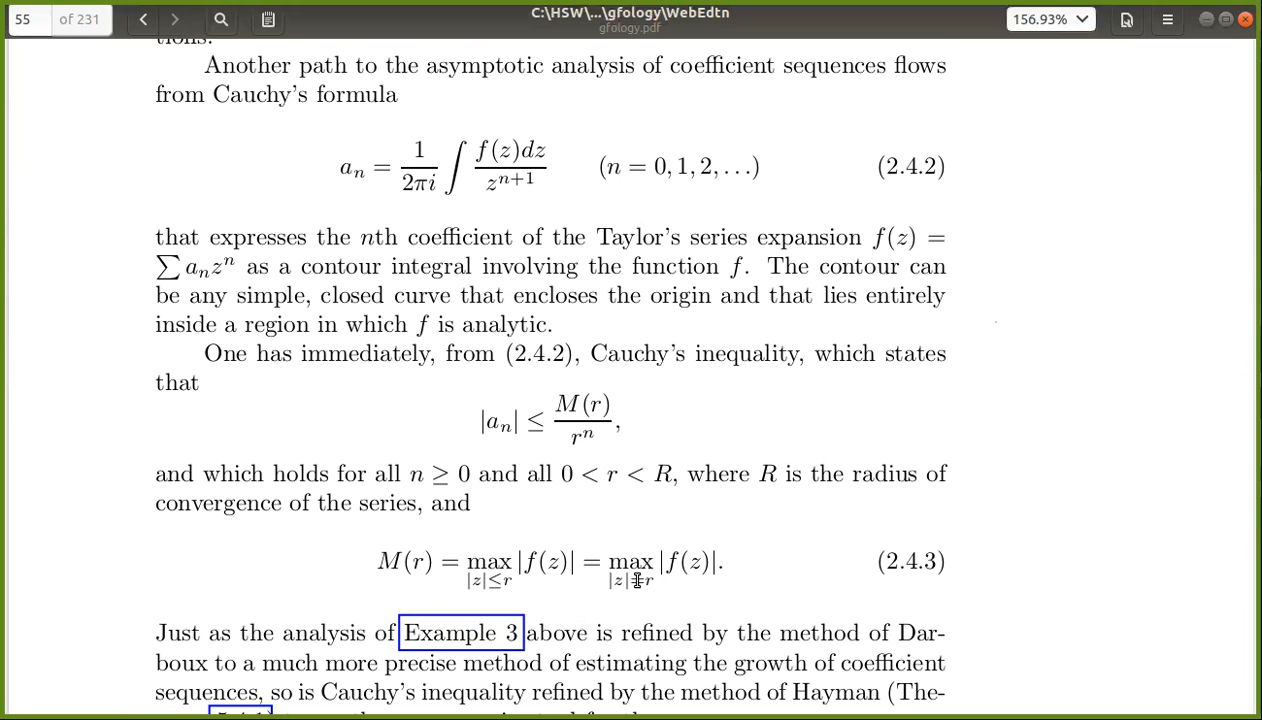 55 of 231
C:\HSW\...\gfology\WebEdtn
gfology.pdf
156.93%
tions.
Another path to the asymptotic analysis of coefficient sequences flows
from Cauchy's formula
a_n = \frac{1}{2πi} ∫ \frac{f(z)dz}{z^{n+1}} (n = 0, 1, 2, ...) (2.4.2)
that expresses the nth coefficient of the Taylor's series expansion f(z) =
∑ a_n z^n as a contour integral involving the function f. The contour can
be any simple, closed curve that encloses the origin and that lies entirely
inside a region in which f is analytic.
One has immediately, from (2.4.2), Cauchy's inequality, which states
that
|a_n| ≤ \frac{M(r)}{r^n},
and which holds for all n ≥ 0 and all 0 < r < R, where R is the radius of
convergence of the series, and
M(r) = \max_{|z|≤r} |f(z)| = \max_{|z|=r} |f(z)|. (2.4.3)
Just as the analysis of Example 3 above is refined by the method of Dar-
boux to a much more precise method of estimating the growth of coefficient
sequences, so is Cauchy's inequality refined by the method of Hayman (The-